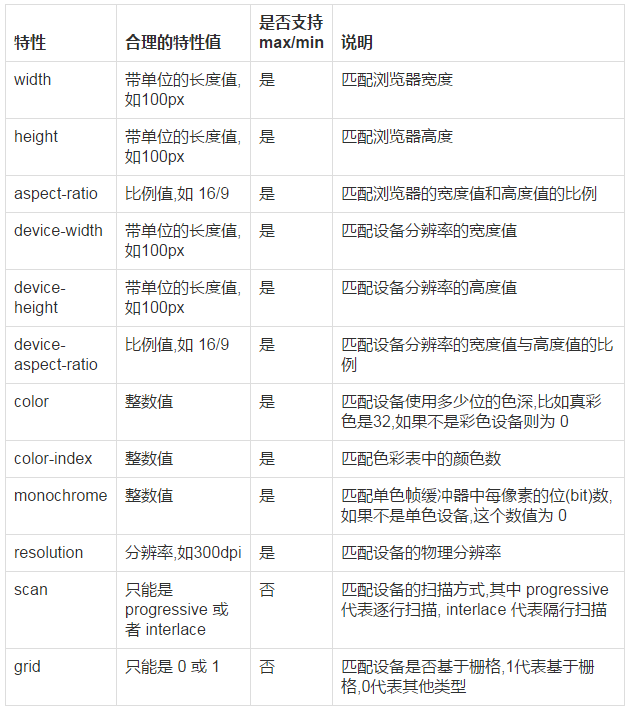 特性 合理的特性值 是否支持 max/min 说明
width 带单位的长度值, 是 匹配浏览器宽度
如100px
height 带单位的长度值, 是 匹配浏览器高度
如100px
aspect-ratio 比例值,如 16/9 是 匹配浏览器的宽度值和高度值的比例
device-width 带单位的长度值, 是 匹配设备分辨率的宽度值
如100px
device- 带单位的长度值, 是 匹配设备分辨率的高度值
height 如100px
device- 比例值,如 16/9 是 匹配设备分辨率的宽度值与高度值的比
aspect-ratio 例
color 整数值 是 匹配设备使用多少位的色深,比如真彩
色是32,如果不是彩色设备则为 0
color-index 整数值 是 匹配色彩表中的颜色数
monochrome 整数值 是 匹配单色帧缓冲器中每像素的位(bit)数,
如果不是单色设备,这个数值为 0
resolution 分辨率,如300dpi 是 匹配设备的物理分辨率
scan 只能是 否 匹配设备的扫描方式,其中 progressive
progressive 或 代表逐行扫描, interlace 代表隔行扫描
者 interlace
grid 只能是 0 或 1 否 匹配设备是否基于栅格,1代表基于栅
格,0代表其他类型